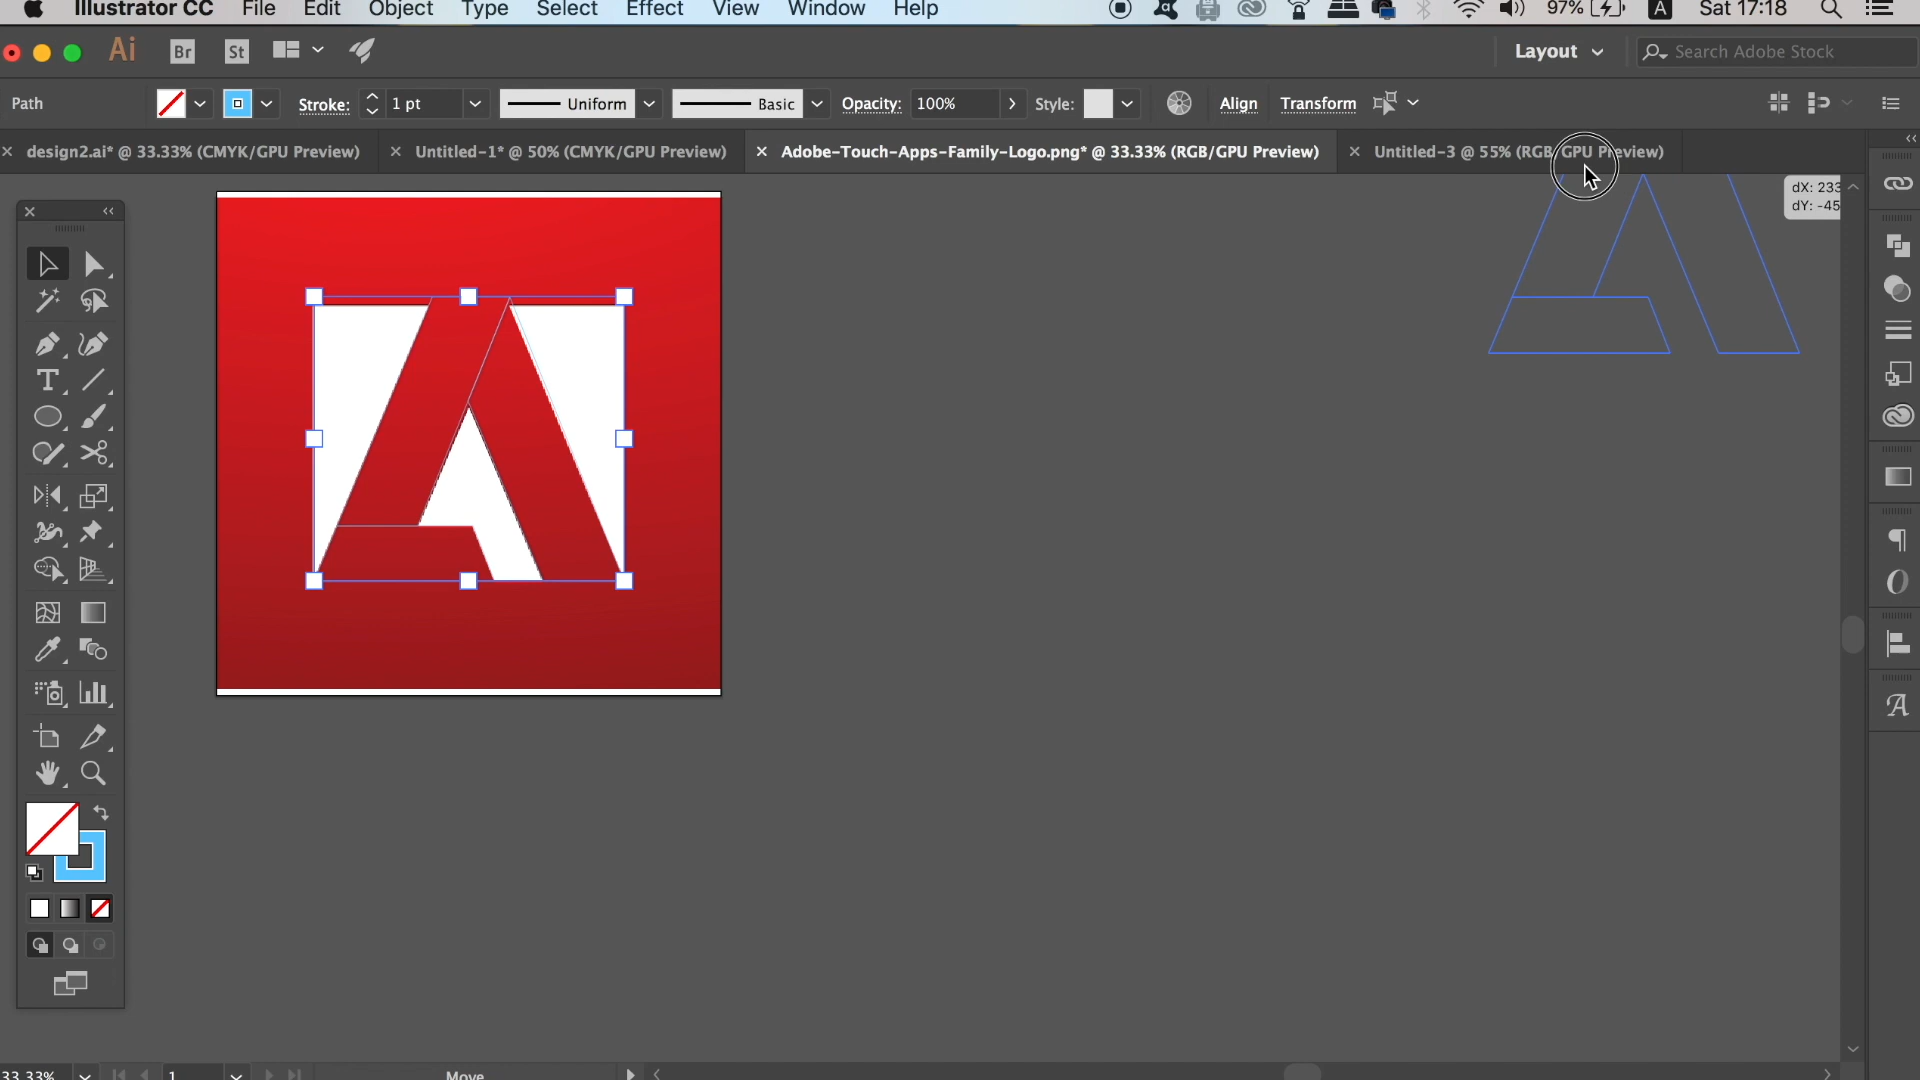 Illustrator CC File Edit Object Type Select Effect View Window Help 97% A Sat 17:18
Ai Br St Layout Search Adobe Stock
Path Stroke: 1 pt Uniform Basic Opacity: 100% Style: Align Transform
design2.ai* @ 33.33% (CMYK/GPU Preview) Untitled-1* @ 50% (CMYK/GPU Preview) Adobe-Touch-Apps-Family-Logo.png* @ 33.33% (RGB/GPU Preview) Untitled-3 @ 55% (RGB/GPU Preview)
dX: 233
dY: -45
33.33% 1 Move